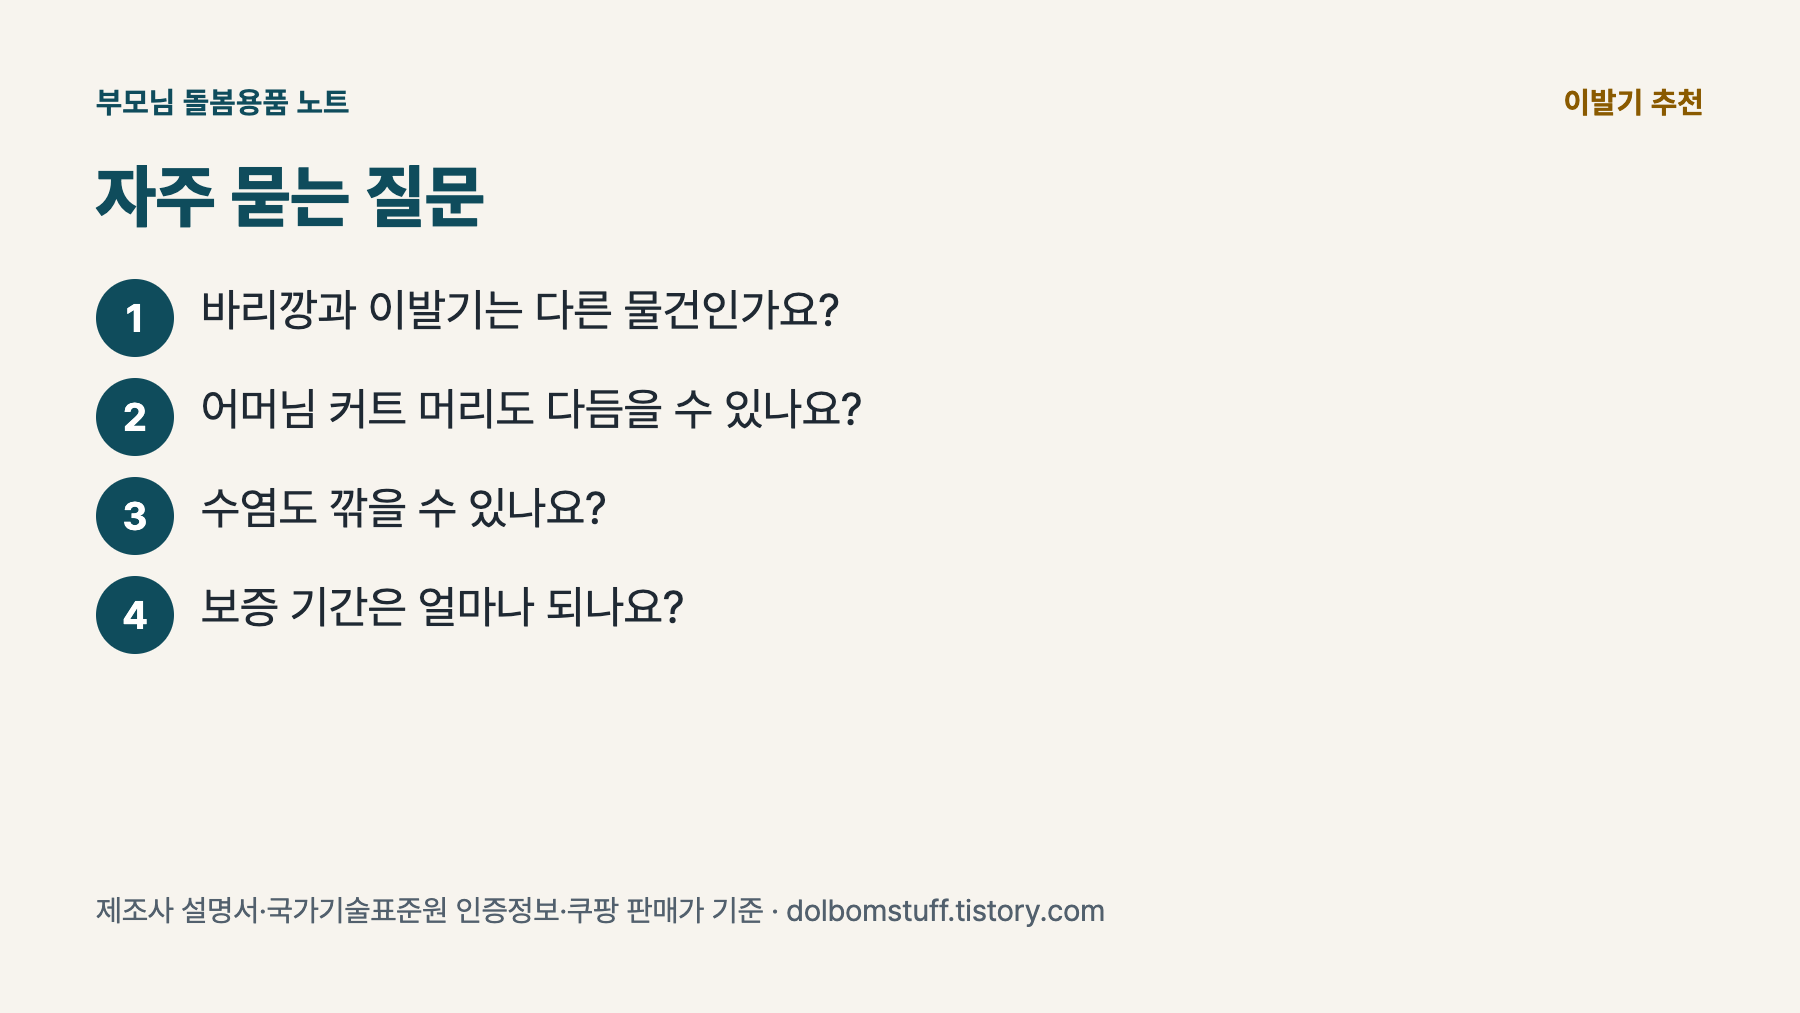 부모님 돌봄용품 노트
이발기 추천
자주 묻는 질문
1 바리깡과 이발기는 다른 물건인가요?
2 어머님 커트 머리도 다듬을 수 있나요?
3 수염도 깎을 수 있나요?
4 보증 기간은 얼마나 되나요?
제조사 설명서·국가기술표준원 인증정보·쿠팡 판매가 기준 · dolbomstuff.tistory.com